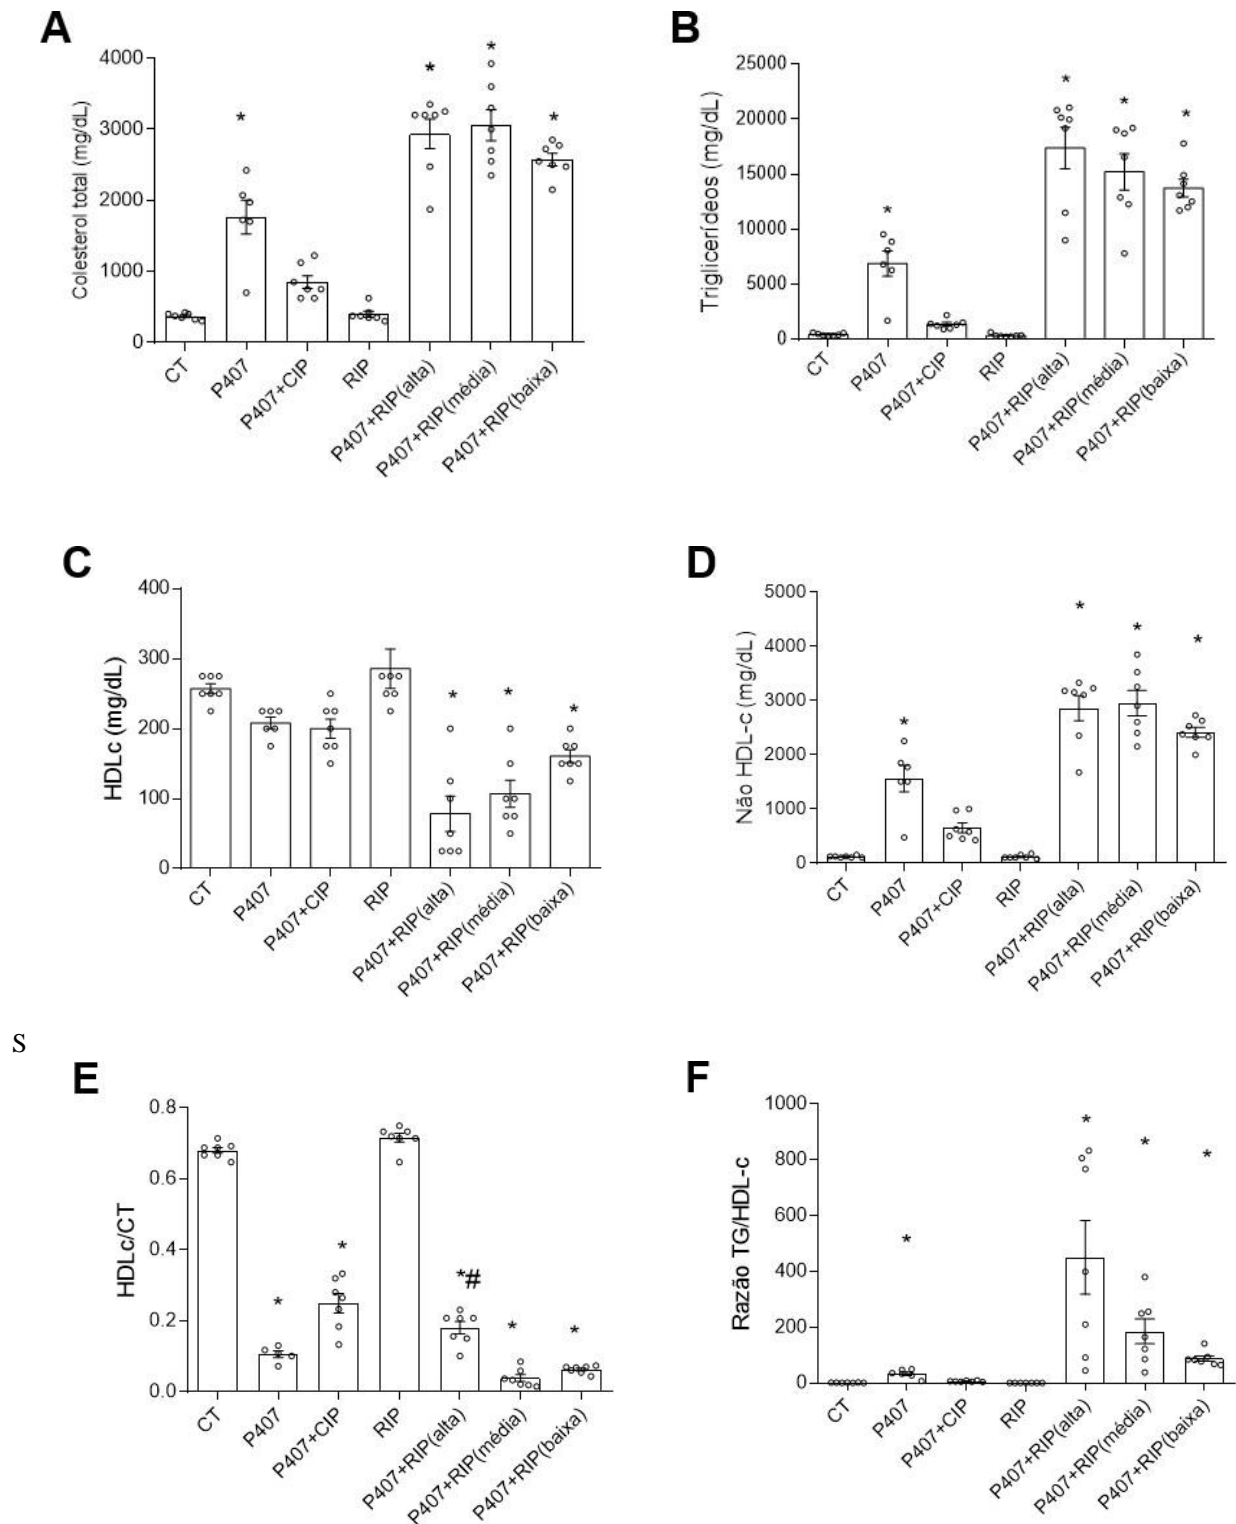 A
Colesterol total (mg/dL)
4000
3000
2000
1000
0
*
*
*
*
CT
P407
P407+CIP
RIP
P407+RIP(alta)
P407+RIP(média)
P407+RIP(baixa)
B
Triglicerídeos (mg/dL)
25000
20000
15000
10000
5000
0
*
*
*
*
CT
P407
P407+CIP
RIP
P407+RIP(alta)
P407+RIP(média)
P407+RIP(baixa)
C
HDLc (mg/dL)
400
300
200
100
0
*
*
*
CT
P407
P407+CIP
RIP
P407+RIP(alta)
P407+RIP(média)
P407+RIP(baixa)
D
Não HDL-c (mg/dL)
5000
4000
3000
2000
1000
0
*
*
*
*
CT
P407
P407+CIP
RIP
P407+RIP(alta)
P407+RIP(média)
P407+RIP(baixa)
s
E
HDLc/CT
0.8
0.6
0.4
0.2
0.0
*
*
*#
*
*
CT
P407
P407+CIP
RIP
P407+RIP(alta)
P407+RIP(média)
P407+RIP(baixa)
F
Razão TG/HDL-c
1000
800
600
400
200
0
*
*
*
*
CT
P407
P407+CIP
RIP
P407+RIP(alta)
P407+RIP(média)
P407+RIP(baixa)